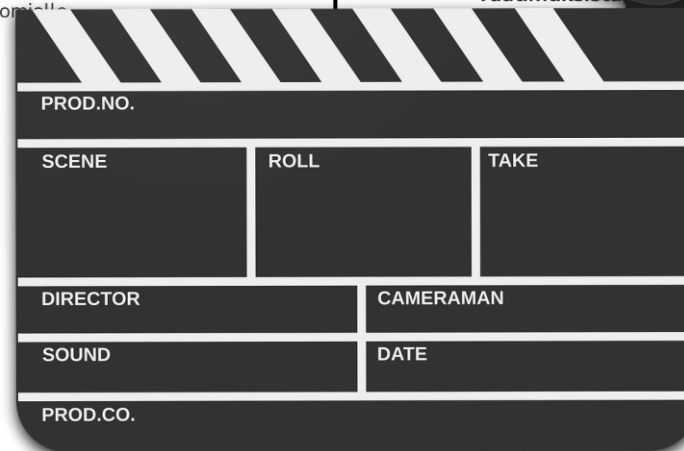 PROD.NO.
SCENE ROLL TAKE
DIRECTOR CAMERAMAN
SOUND DATE
PROD.CO.